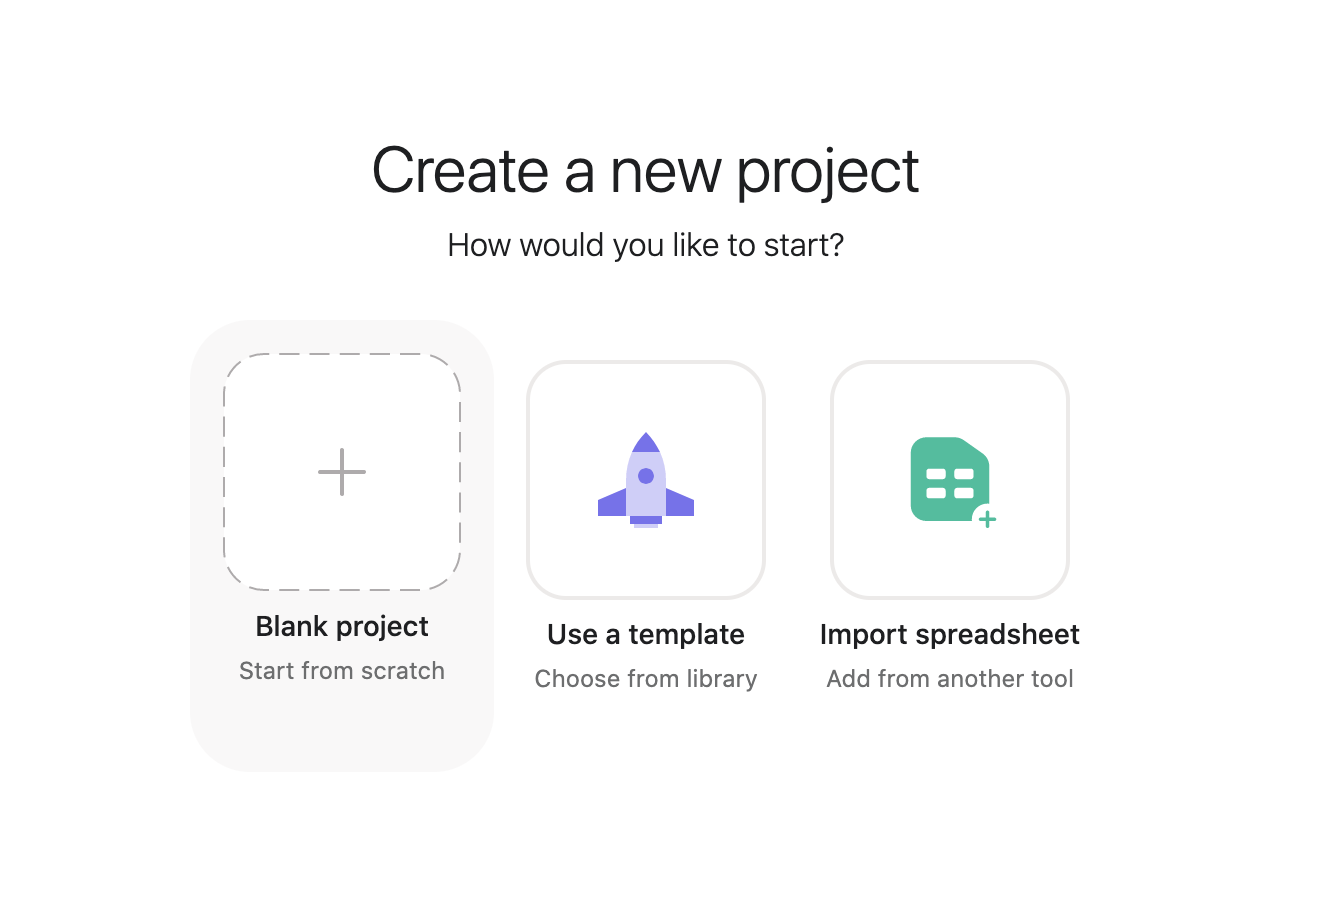 Create a new project
How would you like to start?
Blank project
Start from scratch
Use a template
Choose from library
Import spreadsheet
Add from another tool